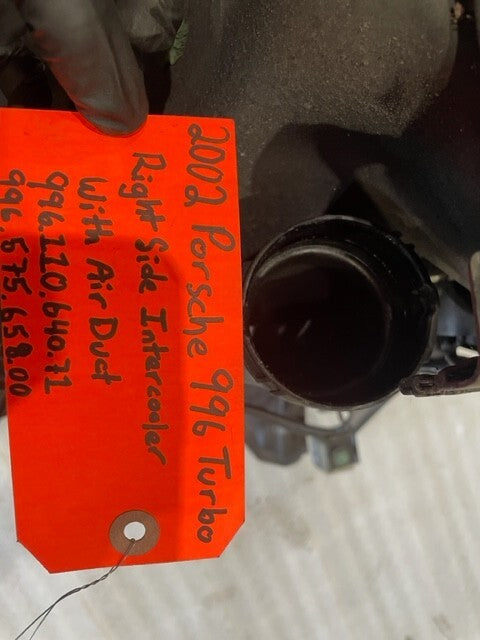 2002 Porsche 996 Turbo
Right Side Intercooler
With Air Duct
996.110.640.71
996.575.658.00